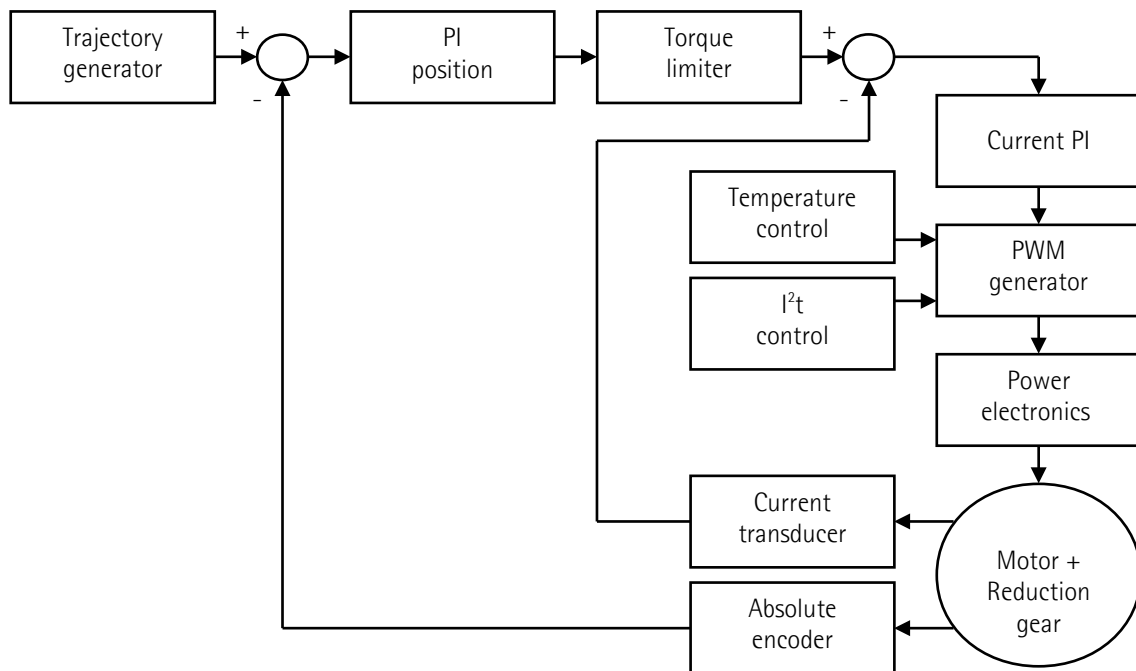 Trajectory
generator
+
-
PI
position
Torque
limiter
+
-
Current PI
Temperature
control
PWM
generator
I²t
control
Power
electronics
Current
transducer
Motor +
Reduction
gear
Absolute
encoder